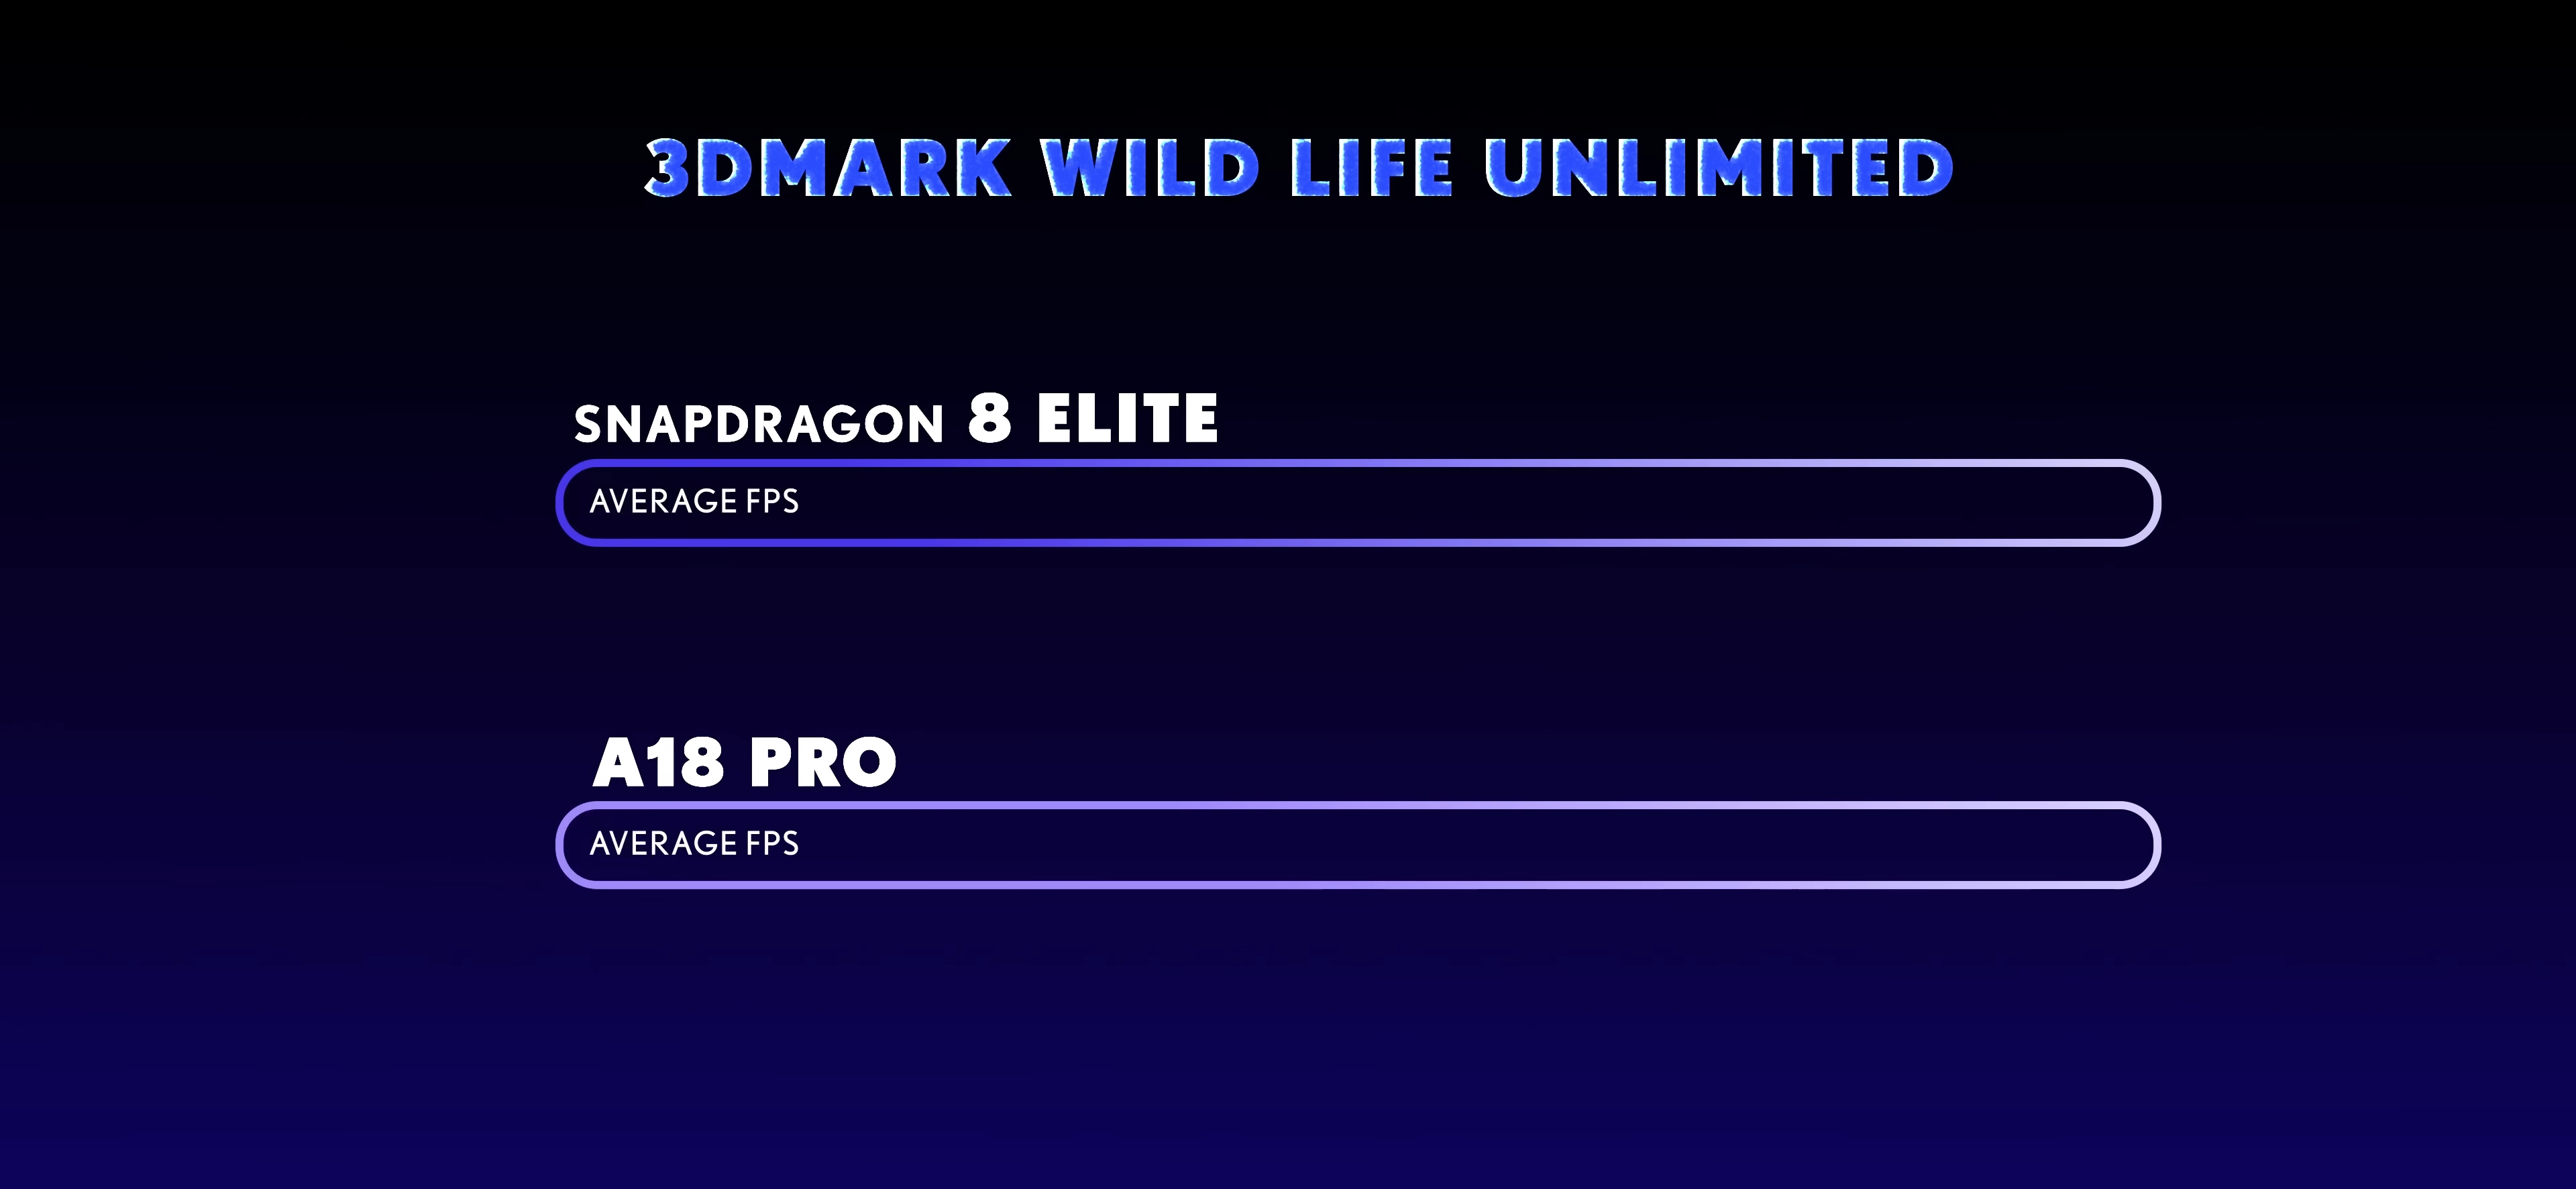 3DMARK WILD LIFE UNLIMITED
SNAPDRAGON 8 ELITE
AVERAGE FPS
A18 PRO
AVERAGE FPS